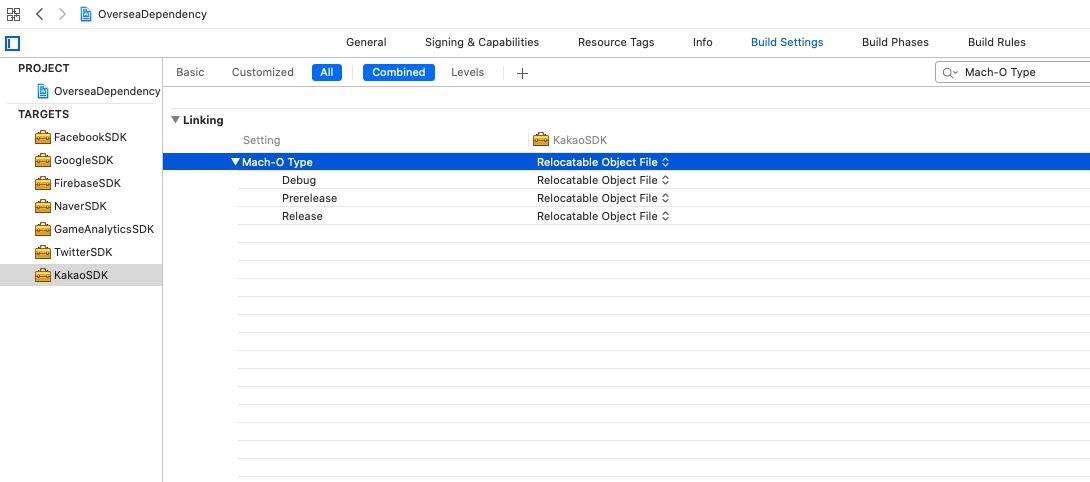 OverseaDependency
General Signing & Capabilities Resource Tags Info Build Settings Build Phases Build Rules
PROJECT
OverseaDependency
TARGETS
FacebookSDK
GoogleSDK
FirebaseSDK
NaverSDK
GameAnalyticsSDK
TwitterSDK
KakaoSDK
Basic Customized All Combined Levels + Mach-O Type
Linking
Setting KakaoSDK
Mach-O Type Relocatable Object File
Debug Relocatable Object File
Prerelease Relocatable Object File
Release Relocatable Object File